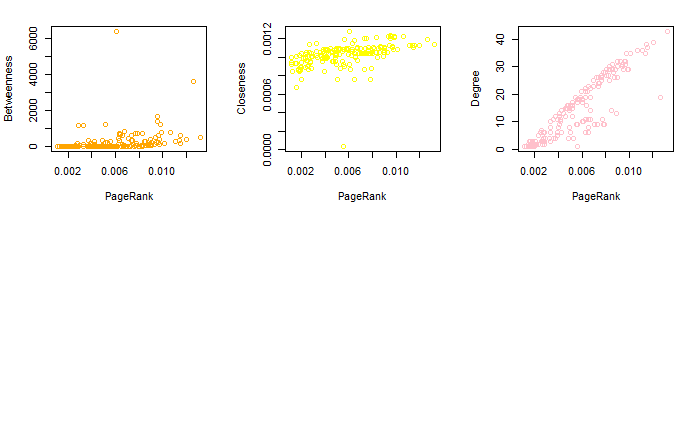 Betweenness
0 2000 4000 6000
0.002 0.006 0.010
PageRank
Closeness
0.0000 0.0006 0.0012
0.002 0.006 0.010
PageRank
Degree
0 10 20 30 40
0.002 0.006 0.010
PageRank